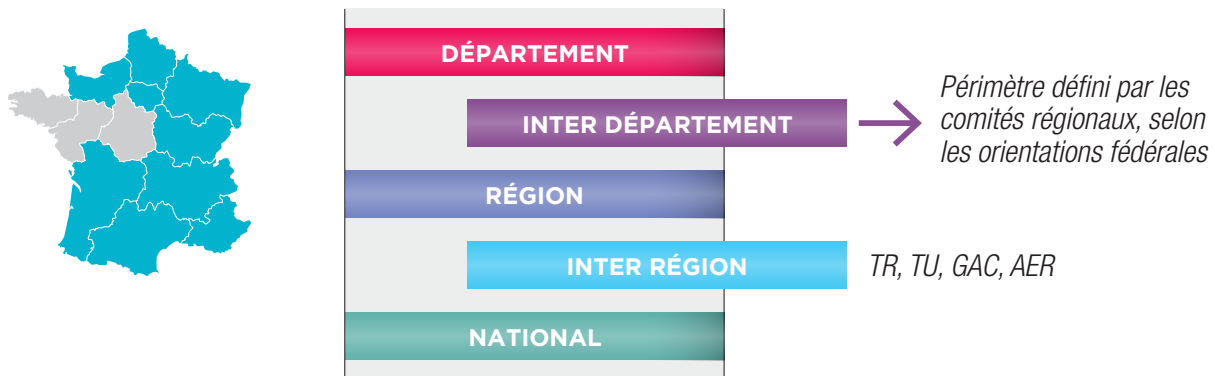 DÉPARTEMENT
INTER DÉPARTEMENT
Périmètre défini par les
comités régionaux, selon
les orientations fédérales
RÉGION
INTER RÉGION
TR, TU, GAC, AER
NATIONAL